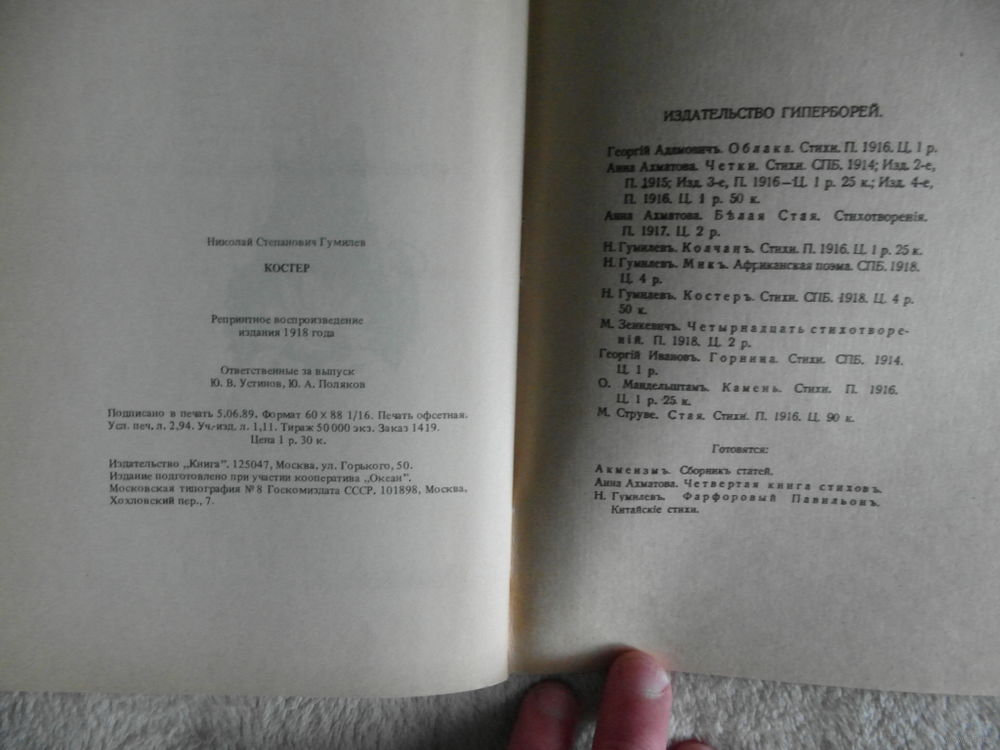 Николай Степанович Гумилев
КОСТЕР
Репринтное воспроизведение
издания 1918 года
Ответственные за выпуск
Ю. В. Устинов, Ю. А. Поляков
Подписано в печать 5.06.89. Формат 60 X 88 1/16. Печать офсетная.
Усл. печ. л. 2,94. Уч.-изд. л. 1,11. Тираж 50 000 экз. Заказ 1419.
Цена 1 р. 30 к.
Издательство „Книга". 125047, Москва, ул. Горького, 50.
Издание подготовлено при участии кооператива „Океан".
Московская типография №8 Госкомиздата СССР. 101898, Москва,
Хохловский пер., 7.
ИЗДАТЕЛЬСТВО ГИПЕРБОРЕЙ.
Георгій Адамовичъ. Облака. Стихи. П. 1916. Ц. 1 р.
Анна Ахматова. Четки. Стихи. СПБ. 1914; Изд. 2-е,
П. 1915; Изд. 3-е, П. 1916—Ц. 1 р. 25 к.; Изд. 4-е,
П. 1916. Ц. 1 р. 50 к.
Анна Ахматова. Бѣлая Стая. Стихотворенія.
П. 1917. Ц. 2 р.
Н. Гумилевъ. Колчанъ. Стихи. П. 1916. Ц. 1 р. 25 к.
Н. Гумилевъ. Микъ. Африканская поэма. СПБ. 1918.
Ц. 4 р.
Н. Гумилевъ. Костеръ. Стихи. СПБ. 1918. Ц. 4 р.
50 к.
М. Зенкевичъ. Четырнадцать стихотворе-
ній. П. 1918. Ц. 2 р.
Георгій Ивановъ. Горница. Стихи. СПБ. 1914.
Ц. 1 р.
О. Мандельштамъ. Камень. Стихи. П. 1916.
Ц. 1 р. 25 к.
М. Струве. Стая. Стихи. П. 1916. Ц. 90 к.
Готовятся:
Акмеизмъ. Сборникъ статей.
Анна Ахматова. Четвертая книга стиховъ.
Н. Гумилевъ. Фарфоровый Павильонъ.
Китайскіе стихи.